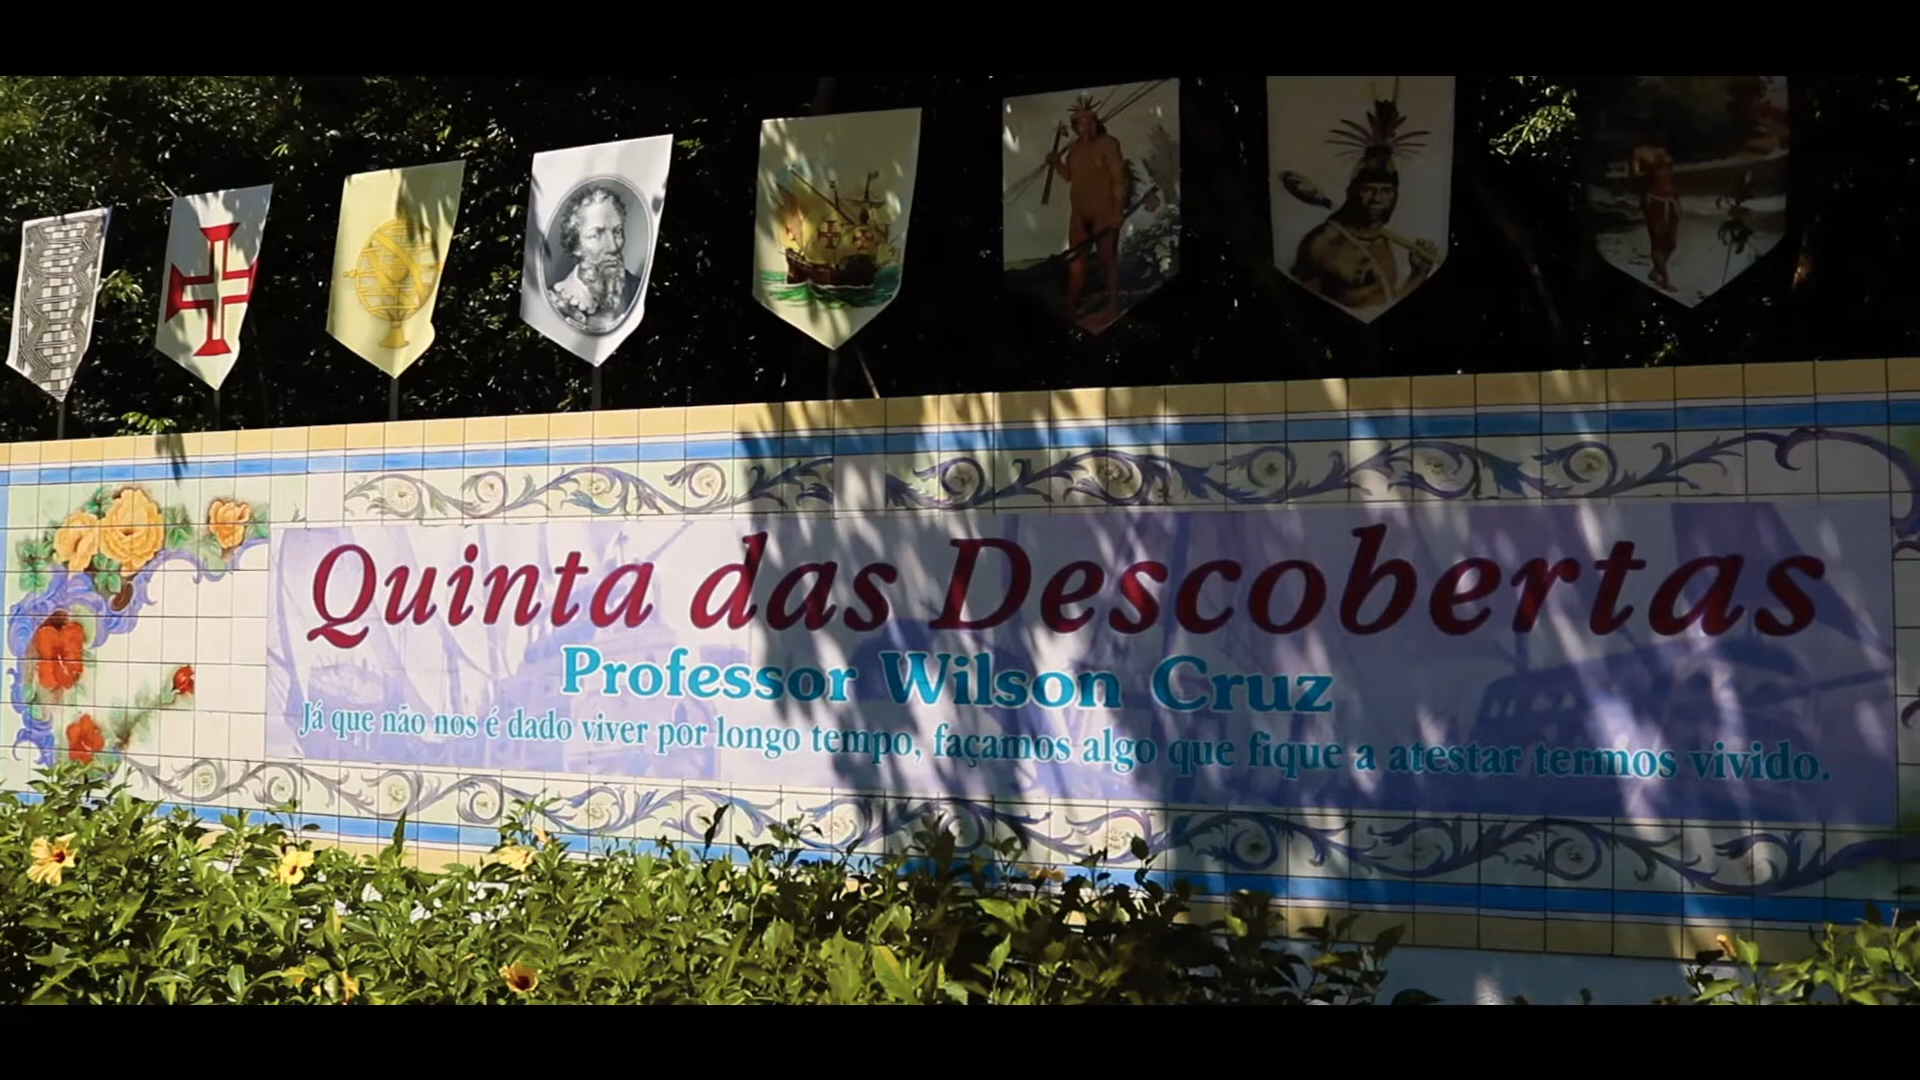 Quinta das Descobertas
Professor Wilson Cruz
Já que não nos é dado viver por longo tempo, façamos algo que fique a atestar termos vivido.